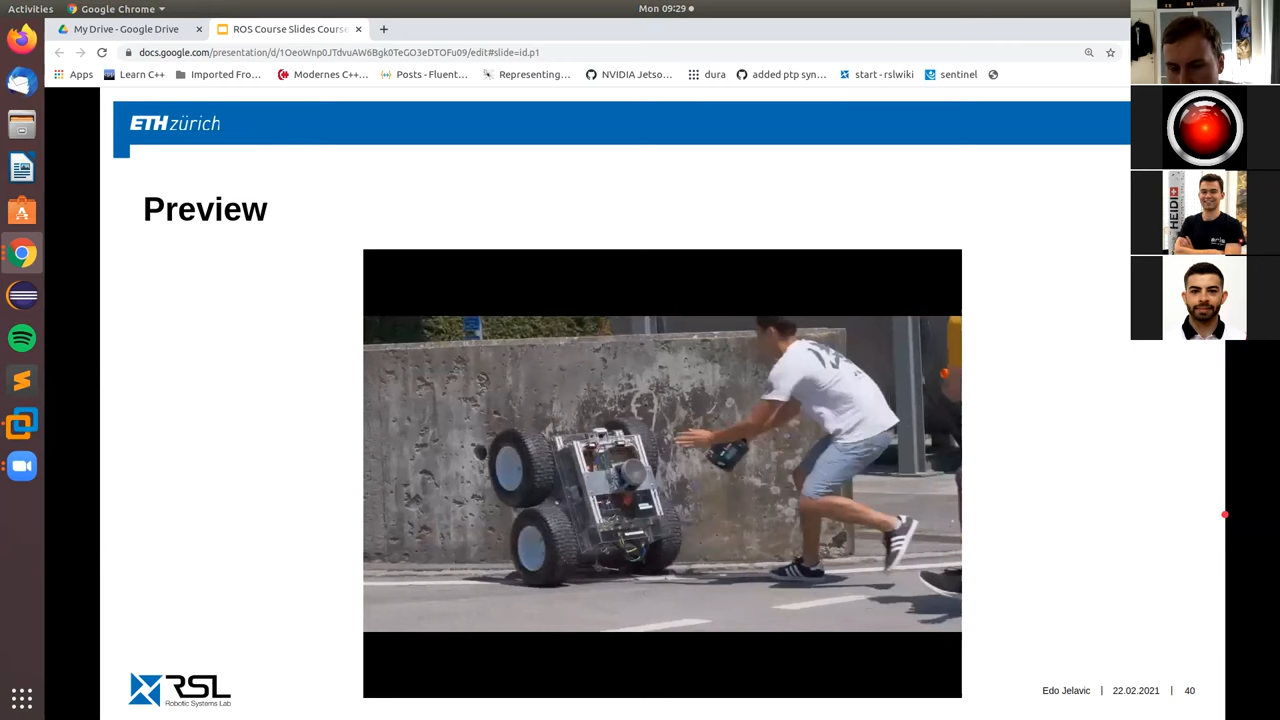 Activities
Google Chrome
Mon 09:29
My Drive - Google Drive
ROS Course Slides Course
docs.google.com/presentation/d/1OeoWnp0JTdvuAW6Bgk0TeGO3eDTOFu09/edit#slide=id.p1
Apps
Learn C++
Imported Fro...
Modernes C++...
Posts - Fluent...
Representing...
NVIDIA Jetso...
dura
added ptp syn...
start - rslwiki
sentinel
ETH zürich
HEIDI
Preview
RSL
Robotic Systems Lab
Edo Jelavic | 22.02.2021 | 40